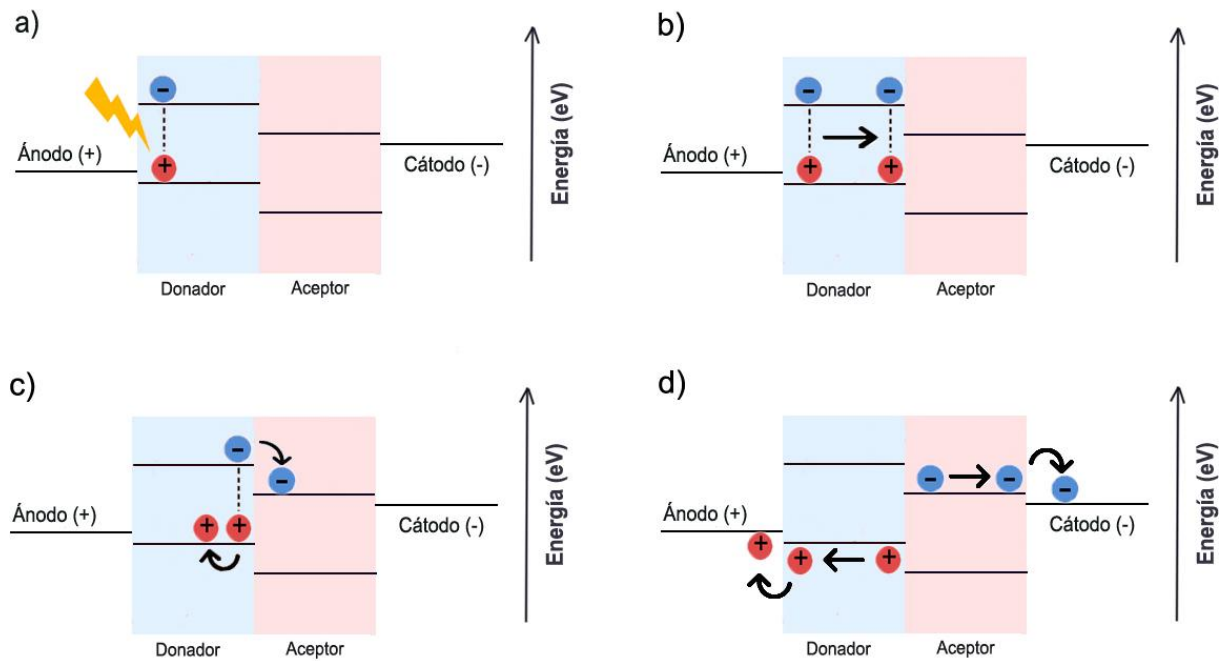 a)
Ánodo (+)
Cátodo (-)
Donador
Aceptor
Energía (eV)
b)
Ánodo (+)
Cátodo (-)
Donador
Aceptor
Energía (eV)
c)
Ánodo (+)
Cátodo (-)
Donador
Aceptor
Energía (eV)
d)
Ánodo (+)
Cátodo (-)
Donador
Aceptor
Energía (eV)